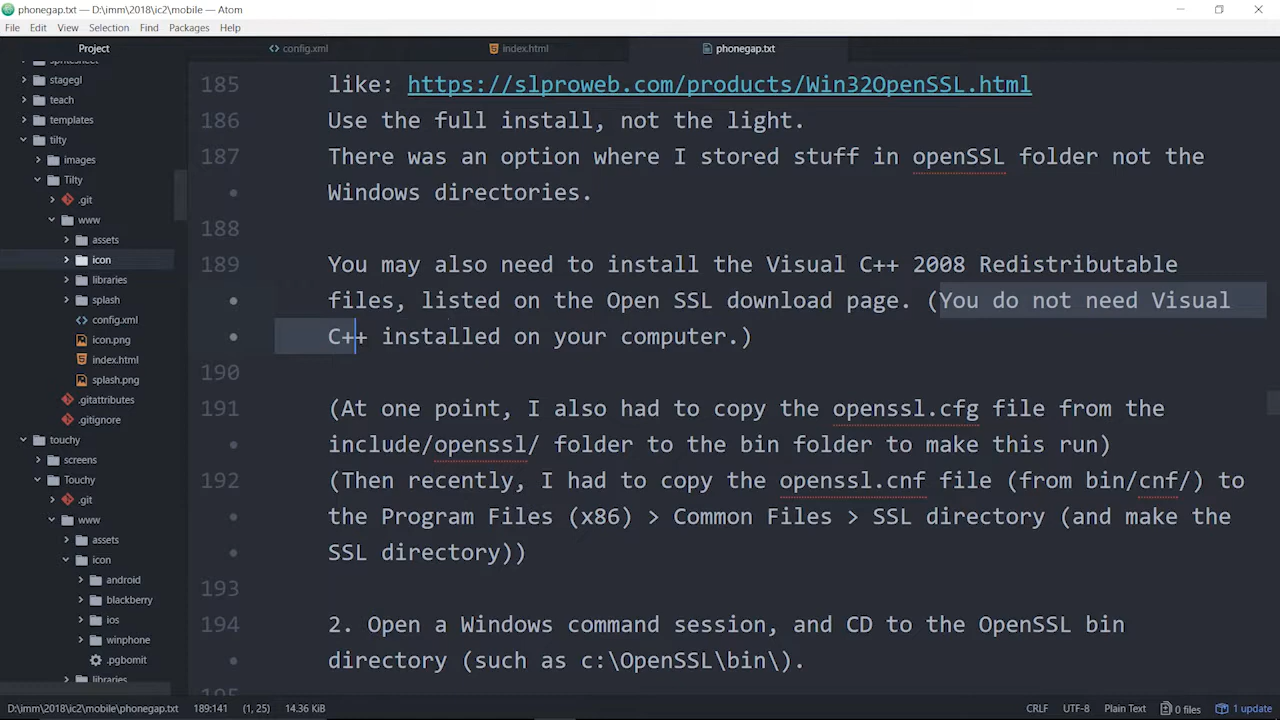 phonegap.txt — D:\imm\2018\ic2\mobile — Atom
File Edit View Selection Find Packages Help
Project
config.xml
index.html
phonegap.txt
stagegl
teach
templates
tilty
images
Tilty
.git
www
assets
icon
libraries
splash
config.xml
icon.png
index.html
splash.png
.gitattributes
.gitignore
touchy
screens
Touchy
.git
www
assets
icon
android
blackberry
ios
winphone
.pgbomit
libraries
185 like: https://slproweb.com/products/Win32OpenSSL.html
186 Use the full install, not the light.
187 There was an option where I stored stuff in openSSL folder not the
Windows directories.
188
189 You may also need to install the Visual C++ 2008 Redistributable
files, listed on the Open SSL download page. (You do not need Visual
C++ installed on your computer.)
190
191 (At one point, I also had to copy the openssl.cfg file from the
include/openssl/ folder to the bin folder to make this run)
192 (Then recently, I had to copy the openssl.cnf file (from bin/cnf/) to
the Program Files (x86) > Common Files > SSL directory (and make the
SSL directory))
193
194 2. Open a Windows command session, and CD to the OpenSSL bin
directory (such as c:\OpenSSL\bin\).
D:\imm\2018\ic2\mobile\phonegap.txt 189:141 (1, 25) 14.36 KiB CRLF UTF-8 Plain Text 0 files 1 update